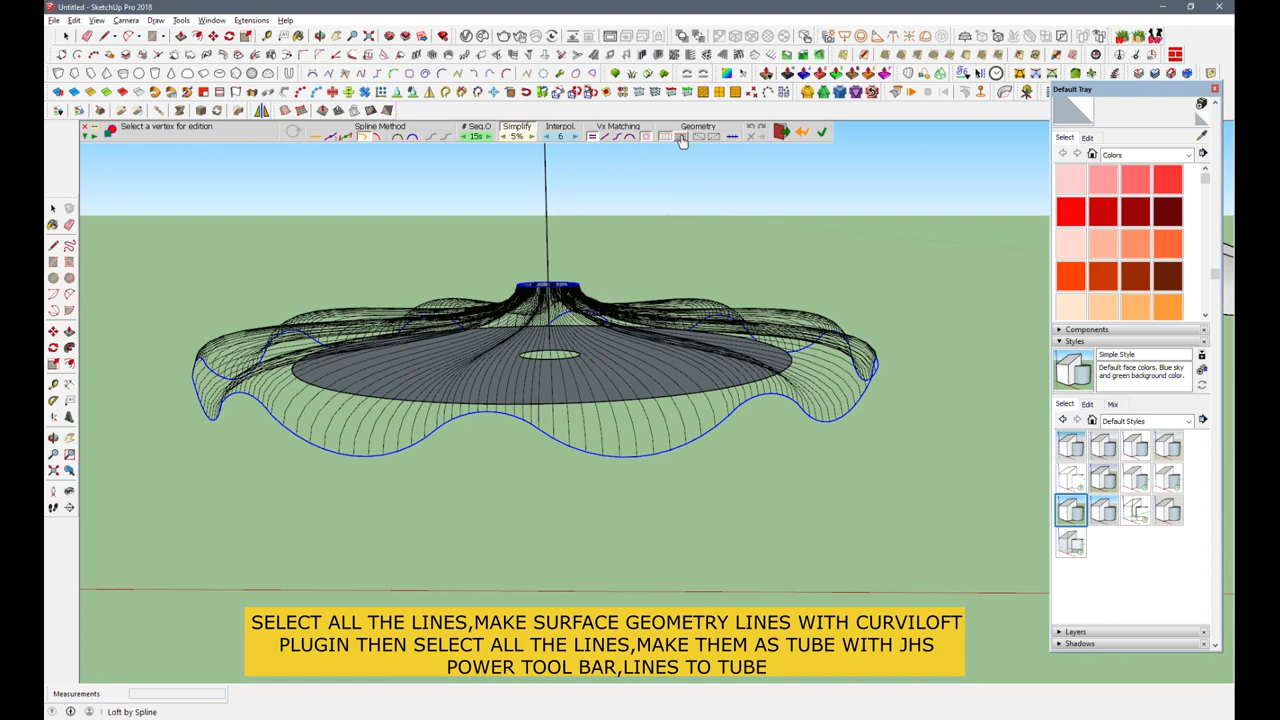 Untitled - SketchUp Pro 2018
File Edit View Camera Draw Tools Window Extensions Help
Default Tray
Select a vertex for edition
Spline Method
# Seq.O
15s
Simplify
5%
Interpol.
6
Vx Matching
Geometry
Select Edit
Colors
Components
Styles
Simple Style
Default face colors. Blue sky
and green background color.
Select Edit Mix
Default Styles
Layers
Shadows
SELECT ALL THE LINES,MAKE SURFACE GEOMETRY LINES WITH CURVILOFT
PLUGIN THEN SELECT ALL THE LINES,MAKE THEM AS TUBE WITH JHS
POWER TOOL BAR,LINES TO TUBE
Measurements
Loft by Spline